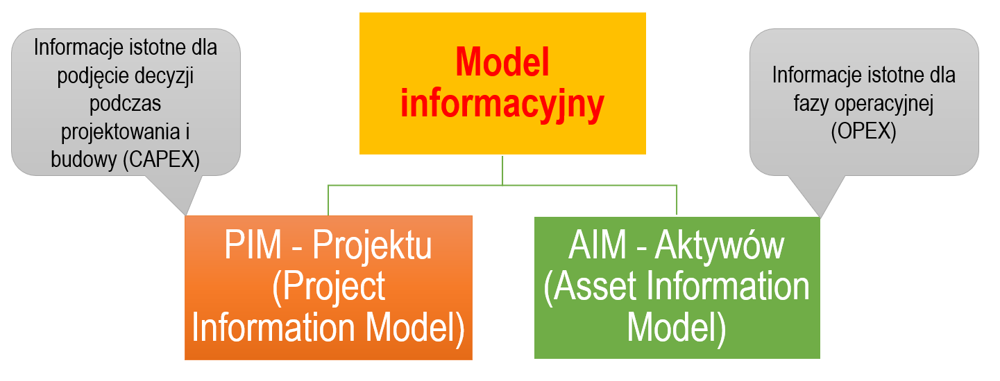 Informacje istotne dla
podjęcie decyzji
podczas
projektowania i
budowy (CAPEX)
Model
informacyjny
Informacje istotne dla
fazy operacyjnej
(OPEX)
PIM - Projektu
(Project
Information Model)
AIM - Aktywów
(Asset Information
Model)